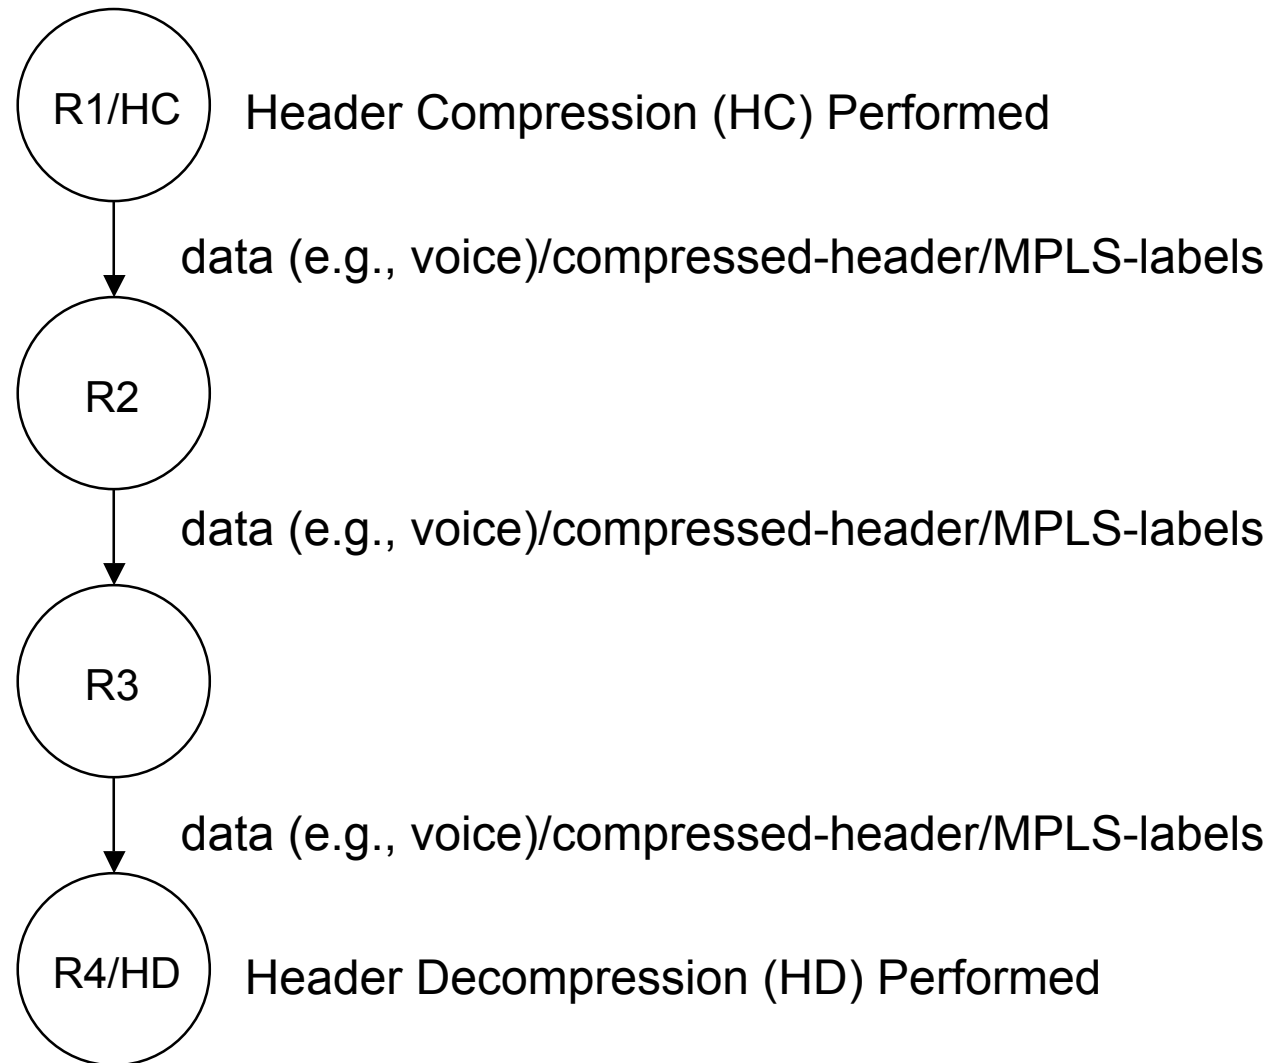 R1/HC
Header Compression (HC) Performed
data (e.g., voice)/compressed-header/MPLS-labels
R2
data (e.g., voice)/compressed-header/MPLS-labels
R3
data (e.g., voice)/compressed-header/MPLS-labels
R4/HD
Header Decompression (HD) Performed